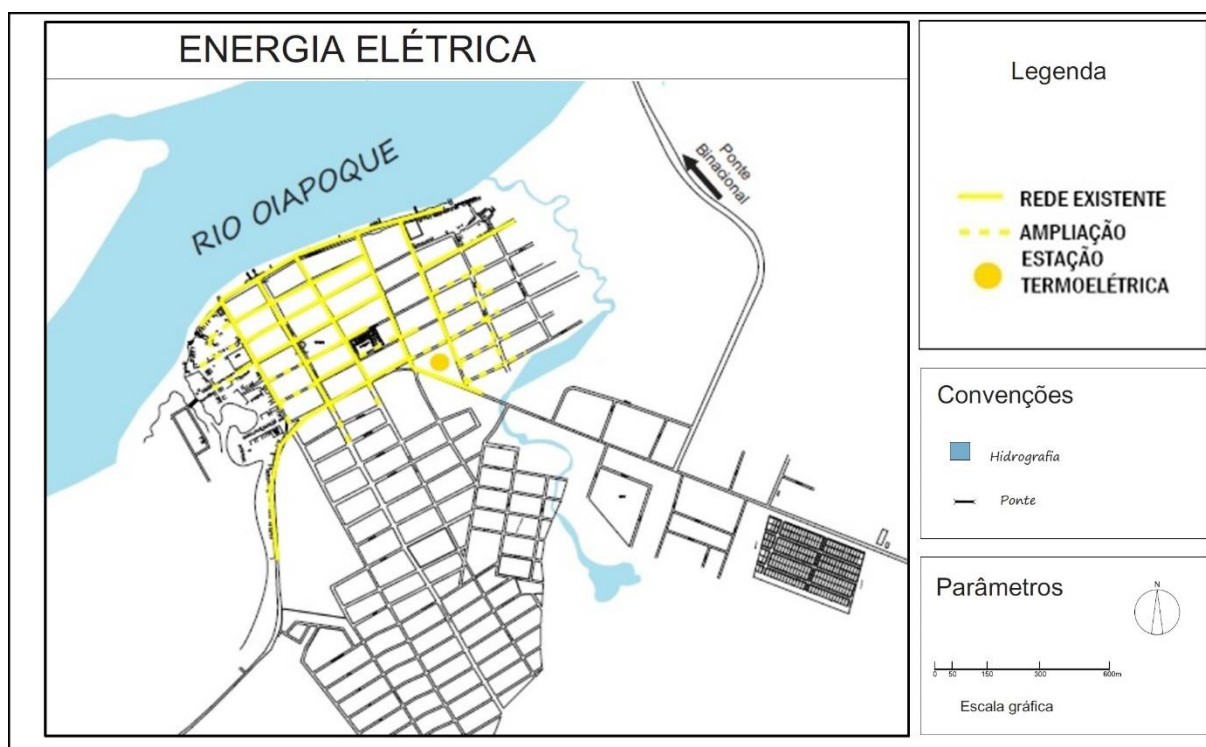 ENERGIA ELÉTRICA
RIO OIAPOQUE
Ponte
Binacional
Legenda
REDE EXISTENTE
AMPLIAÇÃO
ESTAÇÃO
TERMOELÉTRICA
Convenções
Hidrografia
Ponte
Parâmetros
N
0 50 150 300 600m
Escala gráfica